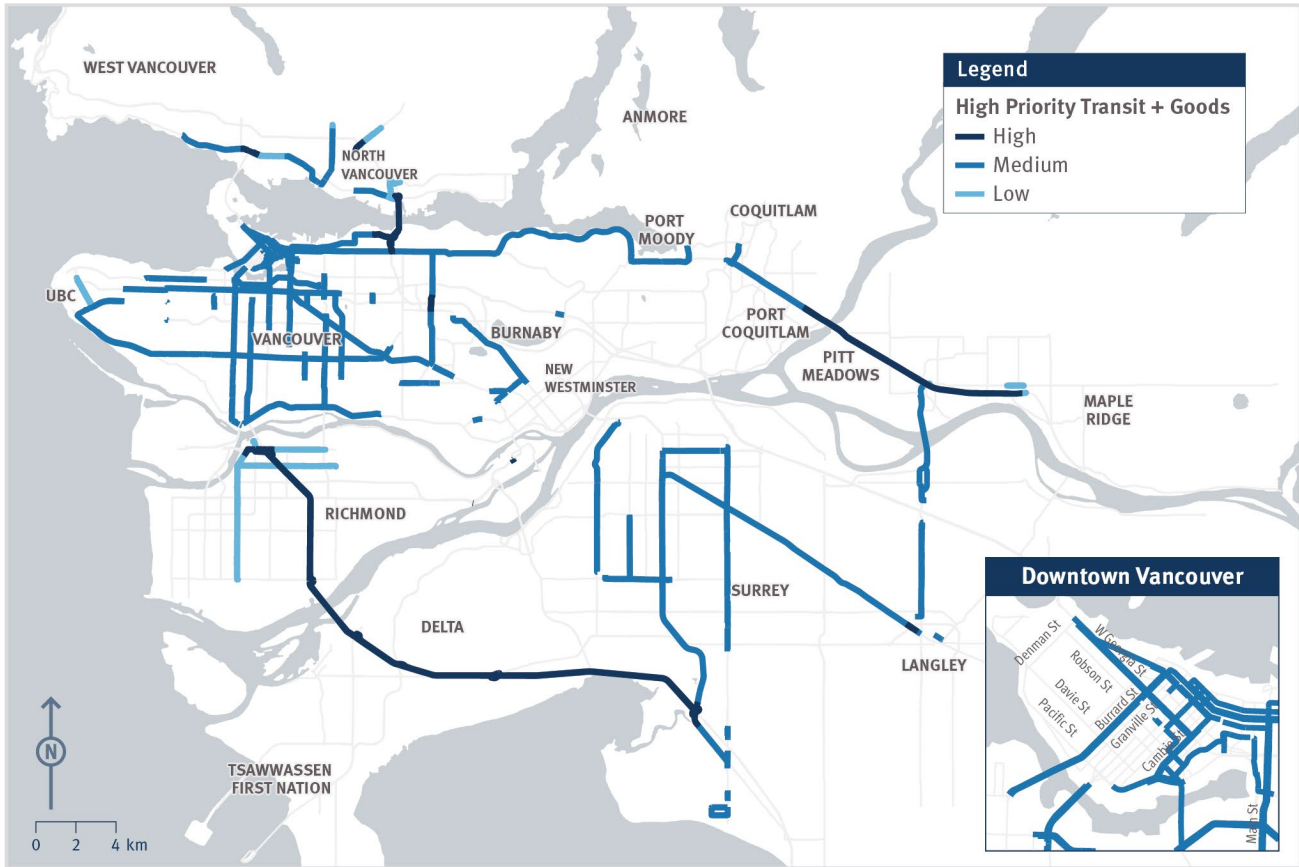 WEST VANCOUVER
ANMORE
NORTH
VANCOUVER
PORT
MOODY
COQUITLAM
UBC
VANCOUVER
BURNABY
NEW
WESTMINSTER
PORT
COQUITLAM
PITT
MEADOWS
MAPLE
RIDGE
RICHMOND
DELTA
SURREY
LANGLEY
TSAWWASSEN
FIRST NATION
N
0 2 4 km
Legend
High Priority Transit + Goods
High
Medium
Low
Downtown Vancouver
Denman St
W Georgia St
Robson St
Davie St
Burrard St
Pacific St
Granville St
Cambie St
Main St